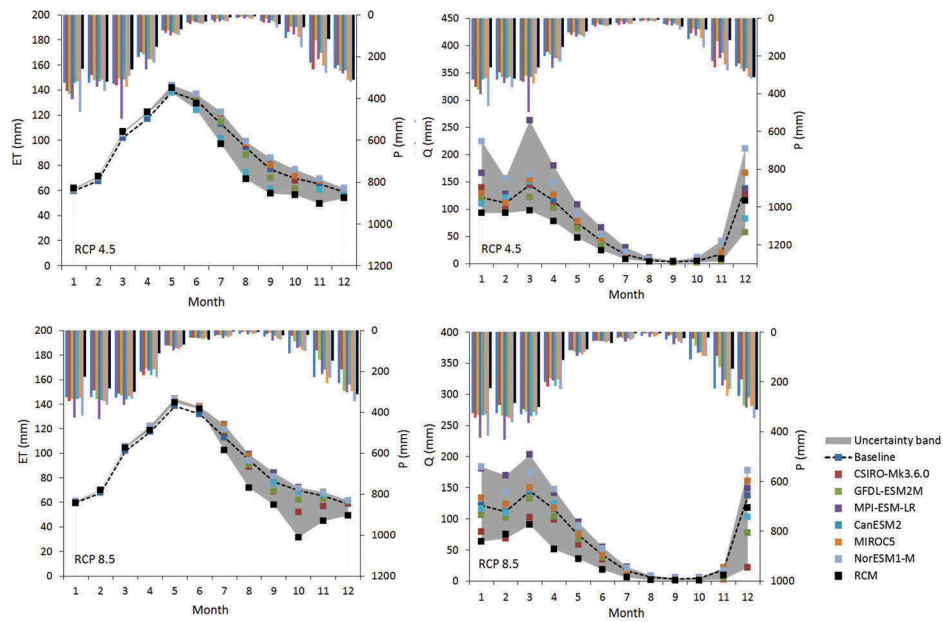 200
180
160
140
120
100
80
60
40
20
0
ET (mm)
0
200
400
600
800
1000
1200
P (mm)
RCP 4.5
1 2 3 4 5 6 7 8 9 10 11 12
Month
450
400
350
300
250
200
150
100
50
0
Q (mm)
0
200
400
600
800
1000
1200
P (mm)
RCP 4.5
1 2 3 4 5 6 7 8 9 10 11 12
Month
200
180
160
140
120
100
80
60
40
20
0
ET (mm)
0
200
400
600
800
1000
1200
P (mm)
RCP 8.5
1 2 3 4 5 6 7 8 9 10 11 12
Month
400
350
300
250
200
150
100
50
0
Q (mm)
0
200
400
600
800
1000
P (mm)
RCP 8.5
1 2 3 4 5 6 7 8 9 10 11 12
Month
Uncertainty band
Baseline
CSIRO-Mk3.6.0
GFDL-ESM2M
MPI-ESM-LR
CanESM2
MIROC5
NorESM1-M
RCM